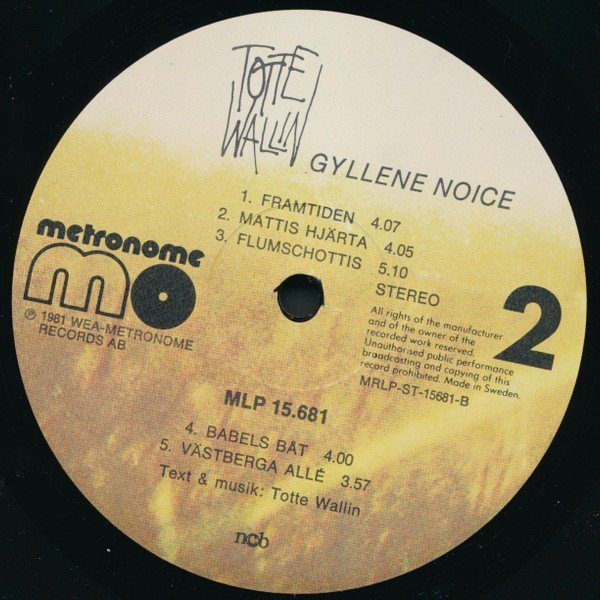 TOTTE
WALLIN
GYLLENE NOICE
1. FRAMTIDEN 4.07
2. MATTIS HJÄRTA 4.05
3. FLUMSCHOTTIS 5.10
STEREO
metronome
mo
℗ 1981 WEA-METRONOME
RECORDS AB
All rights of the manufacturer
and of the owner of the
recorded work reserved.
Unauthorised public performance
broadcasting and copying of this
record prohibited. Made in Sweden.
MRLP-ST-15681-B
2
MLP 15.681
4. BABELS BÅT 4.00
5. VÄSTBERGA ALLÉ 3.57
Text & musik: Totte Wallin
ncb